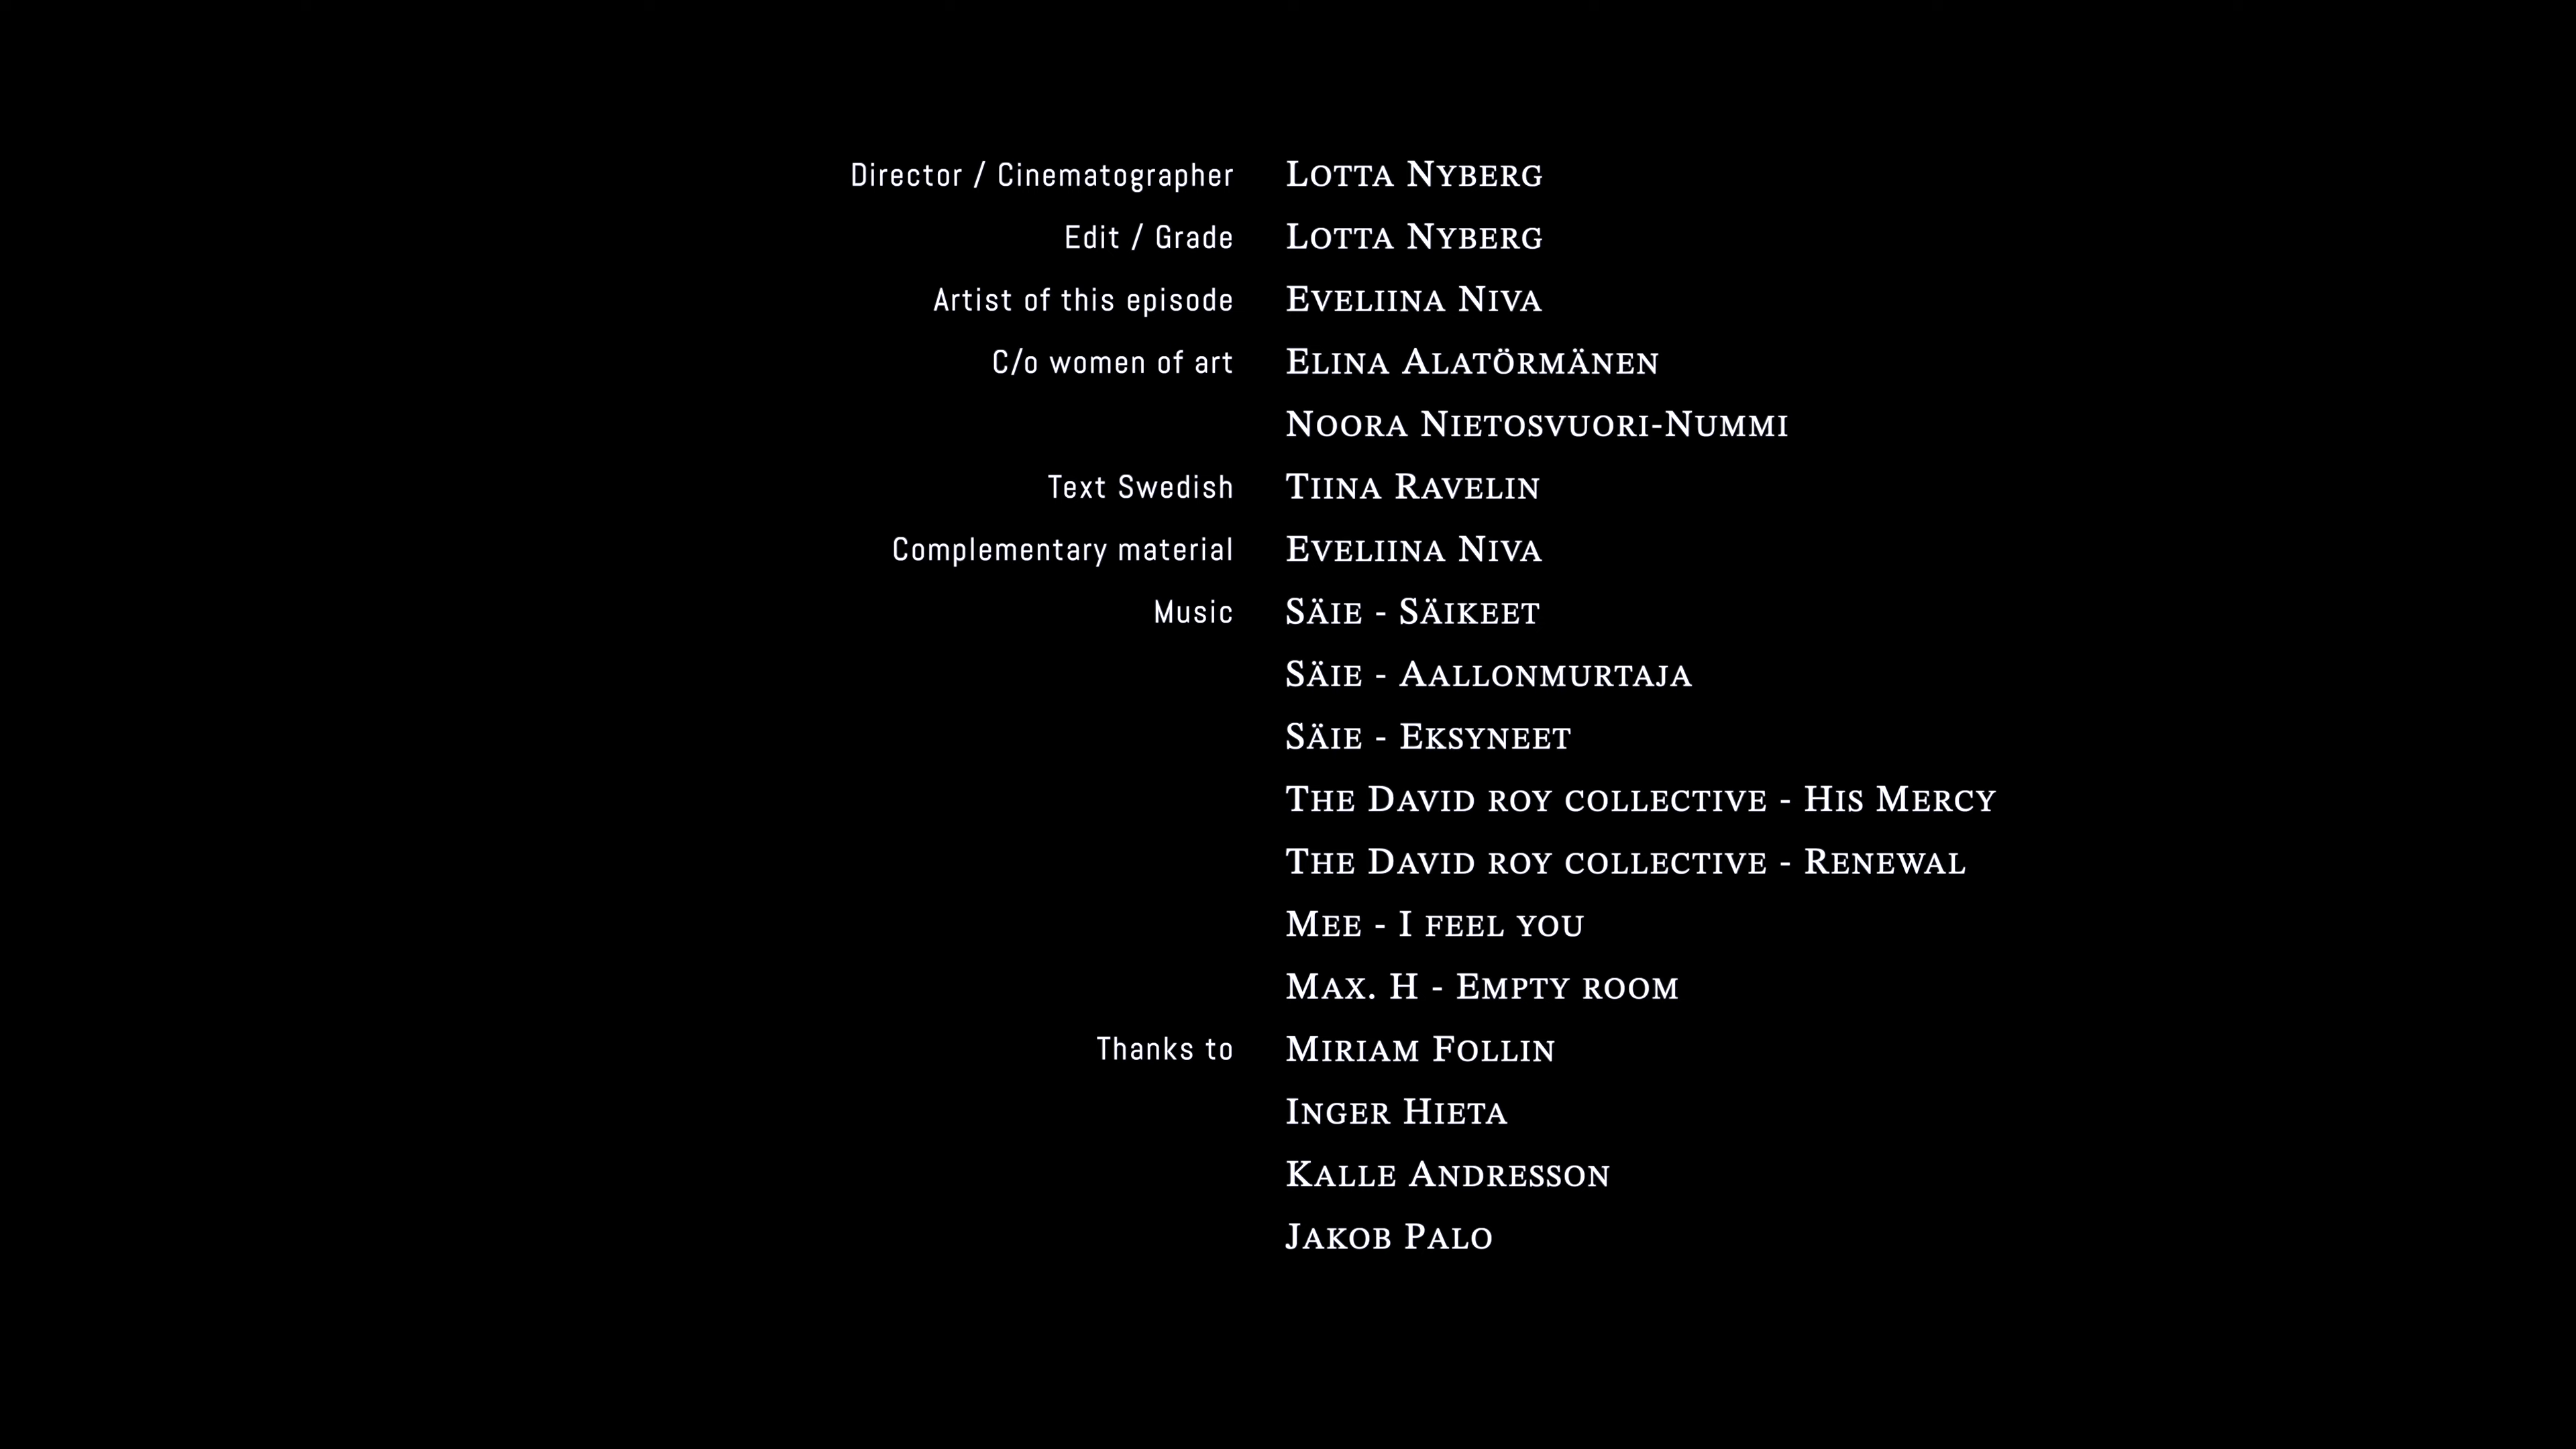 Director / Cinematographer Lotta Nyberg
Edit / Grade Lotta Nyberg
Artist of this episode Eveliina Niva
C/o women of art Elina Alatörmänen
Noora Nietosvuori-Nummi
Text Swedish Tiina Ravelin
Complementary material Eveliina Niva
Music Säie - Säikeet
Säie - Aallonmurtaja
Säie - Eksyneet
The David roy collective - His Mercy
The David roy collective - Renewal
Mee - I feel you
Max. H - Empty room
Thanks to Miriam Follin
Inger Hieta
Kalle Andresson
Jakob Palo